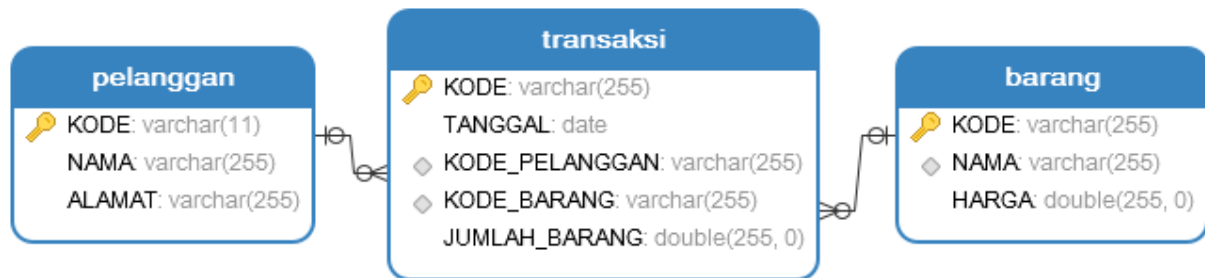 pelanggan
KODE: varchar(11)
NAMA: varchar(255)
ALAMAT: varchar(255)
transaksi
KODE: varchar(255)
TANGGAL: date
KODE_PELANGGAN: varchar(255)
KODE_BARANG: varchar(255)
JUMLAH_BARANG: double(255, 0)
barang
KODE: varchar(255)
NAMA: varchar(255)
HARGA: double(255, 0)